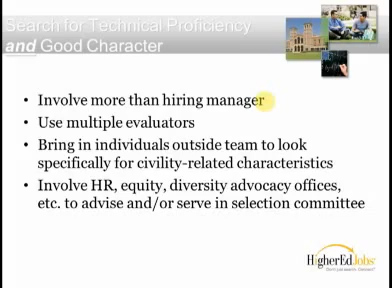 Search for Technical Proficiency
and Good Character
• Involve more than hiring manager
• Use multiple evaluators
• Bring in individuals outside team to look
specifically for civility-related characteristics
• Involve HR, equity, diversity advocacy offices,
etc. to advise and/or serve in selection committee
HigherEdJobs